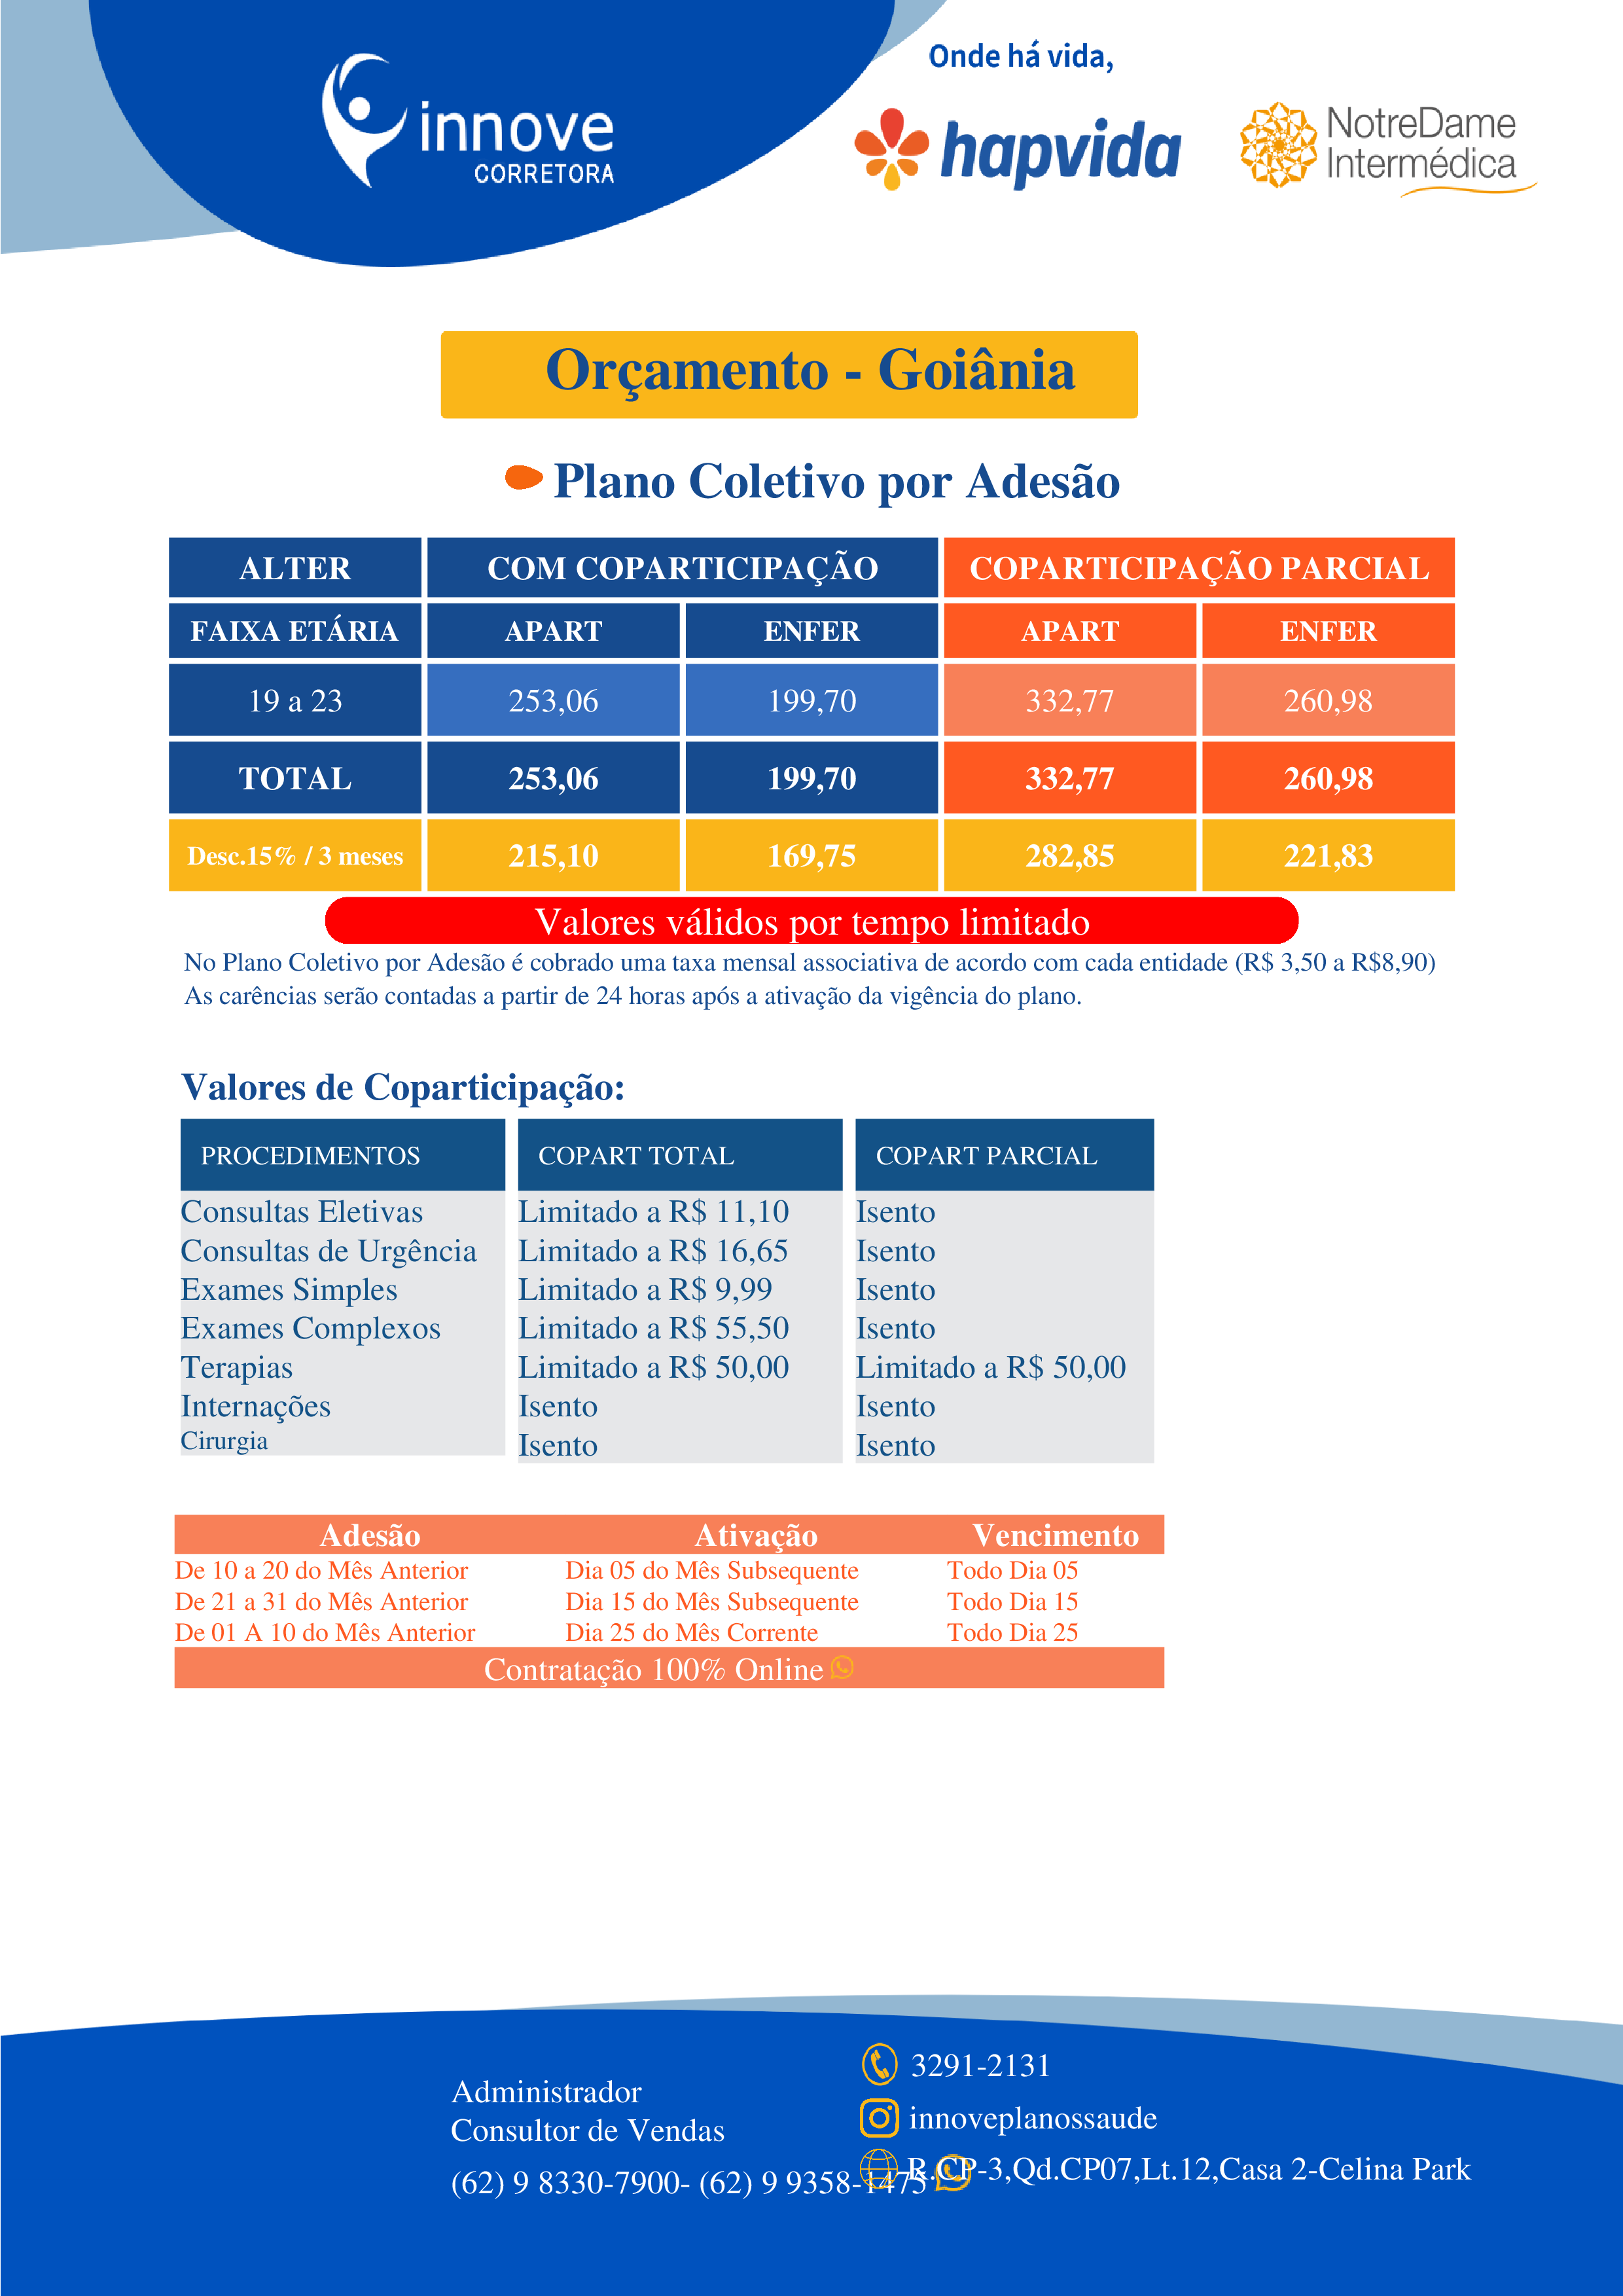 innove
CORRETORA
Onde há vida,
hapvida
NotreDame
Intermédica
Orçamento - Goiânia
Plano Coletivo por Adesão
ALTER COM COPARTICIPAÇÃO COPARTICIPAÇÃO PARCIAL
FAIXA ETÁRIA APART ENFER APART ENFER
19 a 23 253,06 199,70 332,77 260,98
TOTAL 253,06 199,70 332,77 260,98
Desc.15% / 3 meses 215,10 169,75 282,85 221,83
Valores válidos por tempo limitado
No Plano Coletivo por Adesão é cobrado uma taxa mensal associativa de acordo com cada entidade (R$ 3,50 a R$8,90)
As carências serão contadas a partir de 24 horas após a ativação da vigência do plano.
Valores de Coparticipação:
PROCEDIMENTOS COPART TOTAL COPART PARCIAL
Consultas Eletivas Limitado a R$ 11,10 Isento
Consultas de Urgência Limitado a R$ 16,65 Isento
Exames Simples Limitado a R$ 9,99 Isento
Exames Complexos Limitado a R$ 55,50 Isento
Terapias Limitado a R$ 50,00 Limitado a R$ 50,00
Internações Isento Isento
Cirurgia Isento Isento
Adesão Ativação Vencimento
De 10 a 20 do Mês Anterior Dia 05 do Mês Subsequente Todo Dia 05
De 21 a 31 do Mês Anterior Dia 15 do Mês Subsequente Todo Dia 15
De 01 A 10 do Mês Anterior Dia 25 do Mês Corrente Todo Dia 25
Contratação 100% Online
Administrador
Consultor de Vendas
(62) 9 8330-7900- (62) 9 9358-1475
3291-2131
innoveplanossaude
R.CP-3,Qd.CP07,Lt.12,Casa 2-Celina Park